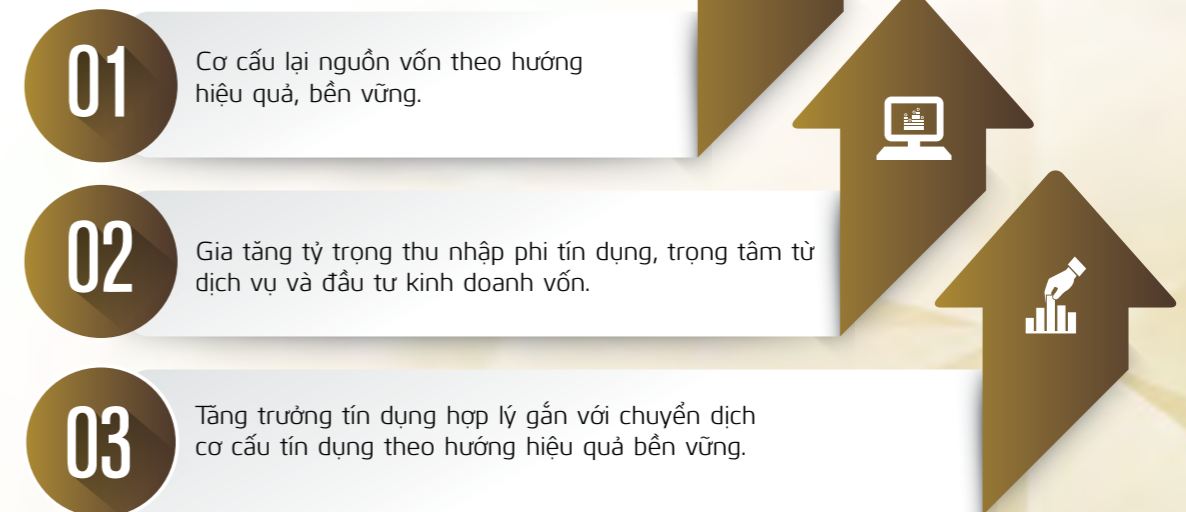 01
Cơ cấu lại nguồn vốn theo hướng
hiệu quả, bền vững.
02
Gia tăng tỷ trọng thu nhập phi tín dụng, trọng tâm từ
dịch vụ và đầu tư kinh doanh vốn.
03
Tăng trưởng tín dụng hợp lý gắn với chuyển dịch
cơ cấu tín dụng theo hướng hiệu quả bền vững.